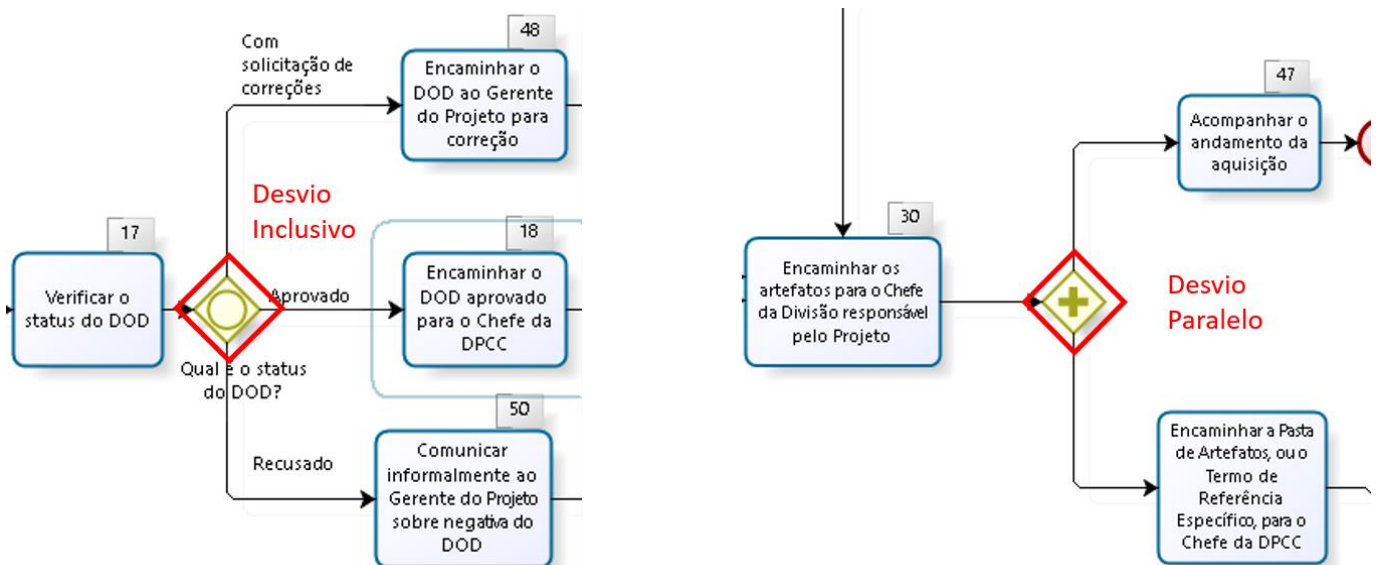 48
Com
solicitação de
correções
Encaminhar o
DOD ao Gerente
do Projeto para
correção
Desvio
Inclusivo
17
Verificar o
status do DOD
18
Aprovado
Encaminhar o
DOD aprovado
para o Chefe da
DPCC
Qual é o status
do DOD?
50
Recusado
Comunicar
informalmente ao
Gerente do Projeto
sobre negativa do
DOD
47
Acompanhar o
andamento da
aquisição
30
Encaminhar os
artefatos para o Chefe
da Divisão responsável
pelo Projeto
Desvio
Paralelo
Encaminhar a Pasta
de Artefatos, ou o
Termo de
Referência
Específico, para o
Chefe da DPCC